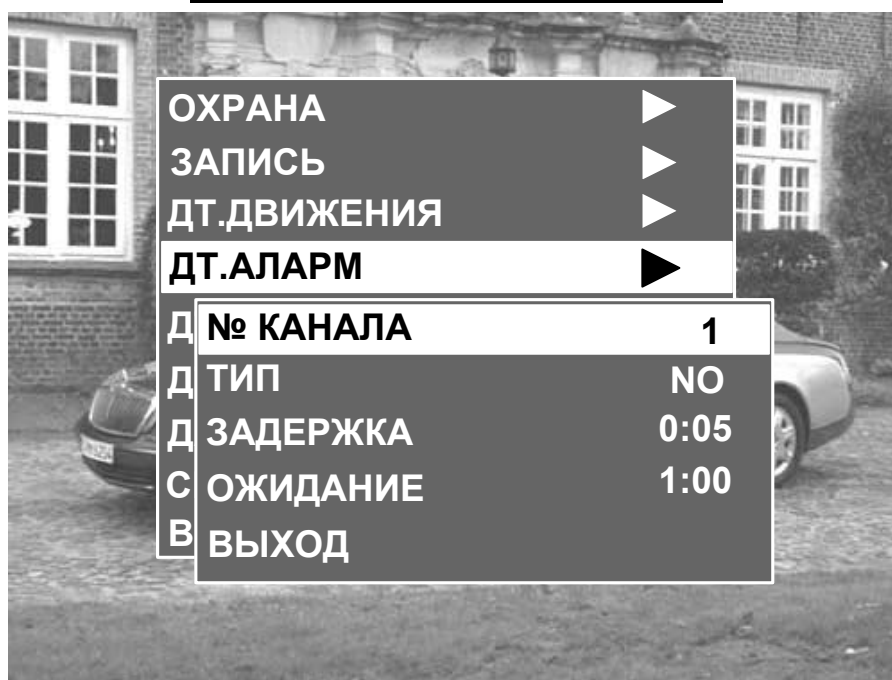 ОХРАНА
ЗАПИСЬ
ДТ.ДВИЖЕНИЯ
ДТ.АЛАРМ
Д № КАНАЛА 1
Д ТИП NO
Д ЗАДЕРЖКА 0:05
С ОЖИДАНИЕ 1:00
В ВЫХОД